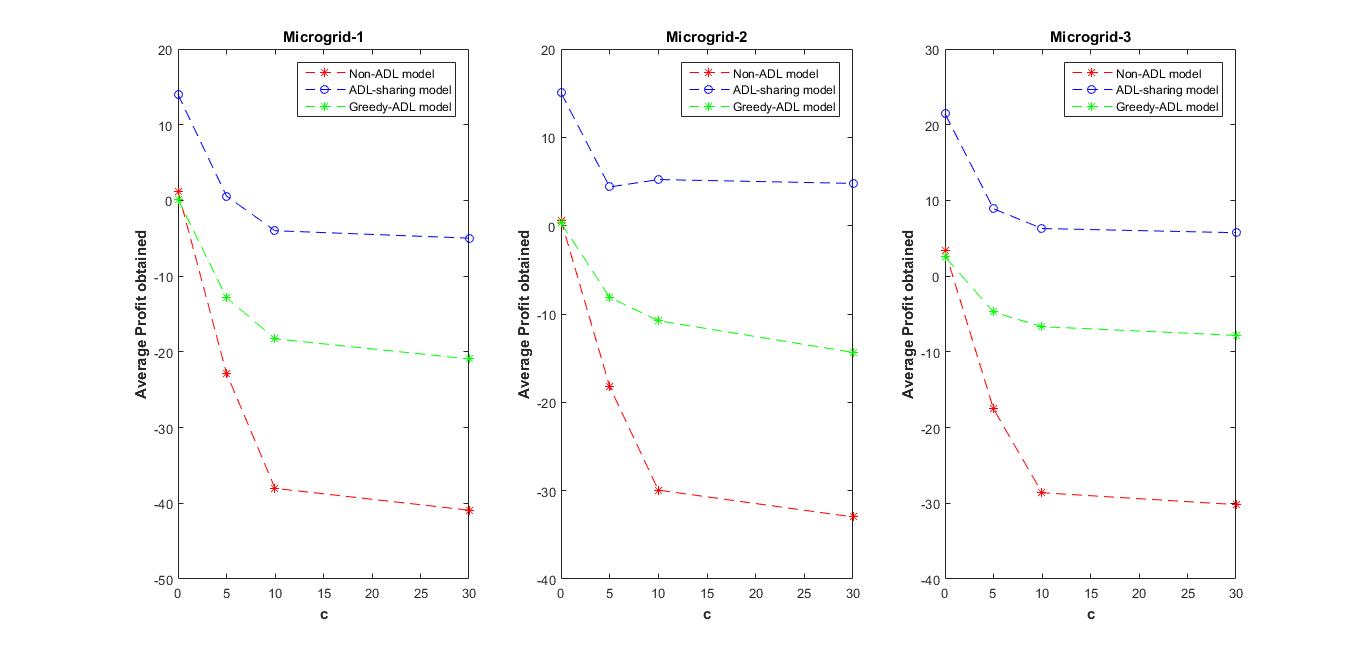 Microgrid-1
20
10
0
-10
-20
-30
-40
-50
0 5 10 15 20 25 30
c
Average Profit obtained
Non-ADL model
ADL-sharing model
Greedy-ADL model
Microgrid-2
20
10
0
-10
-20
-30
-40
0 5 10 15 20 25 30
c
Average Profit obtained
Non-ADL model
ADL-sharing model
Greedy-ADL model
Microgrid-3
30
20
10
0
-10
-20
-30
-40
0 5 10 15 20 25 30
c
Average Profit obtained
Non-ADL model
ADL-sharing model
Greedy-ADL model